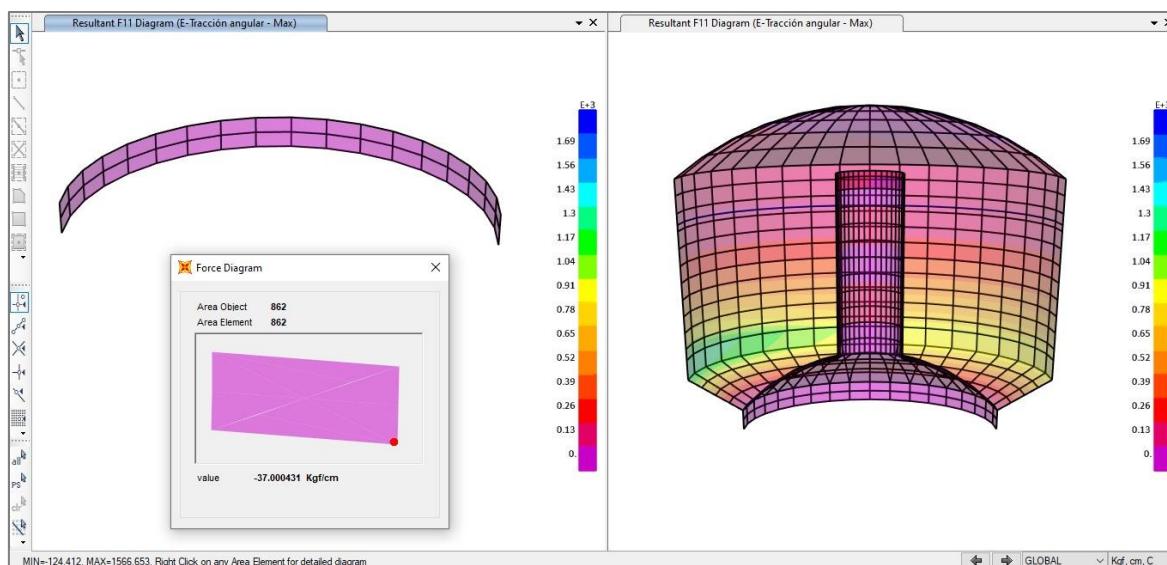 Resultant F11 Diagram (E-Tracción angular - Max)
Resultant F11 Diagram (E-Tracción angular - Max)
E+3
1.69
1.56
1.43
1.3
1.17
1.04
0.91
0.78
0.65
0.52
0.39
0.26
0.13
0.
Force Diagram
Area Object 862
Area Element 862
value -37.000431 Kgf/cm
E+3
1.69
1.56
1.43
1.3
1.17
1.04
0.91
0.78
0.65
0.52
0.39
0.26
0.13
0.
all
PS
clr
MIN=-124.412, MAX=1566.653, Right Click on any Area Element for detailed diagram
GLOBAL
Kgf, cm, C